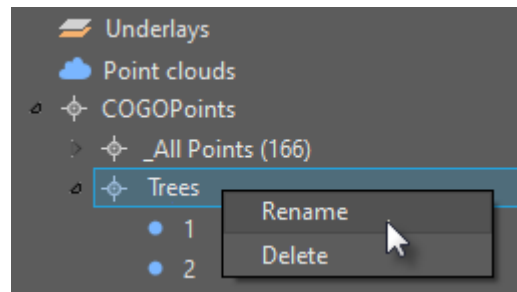 Underlays
Point clouds
COGOPoints
_All Points (166)
Trees
Rename
1
Delete
2